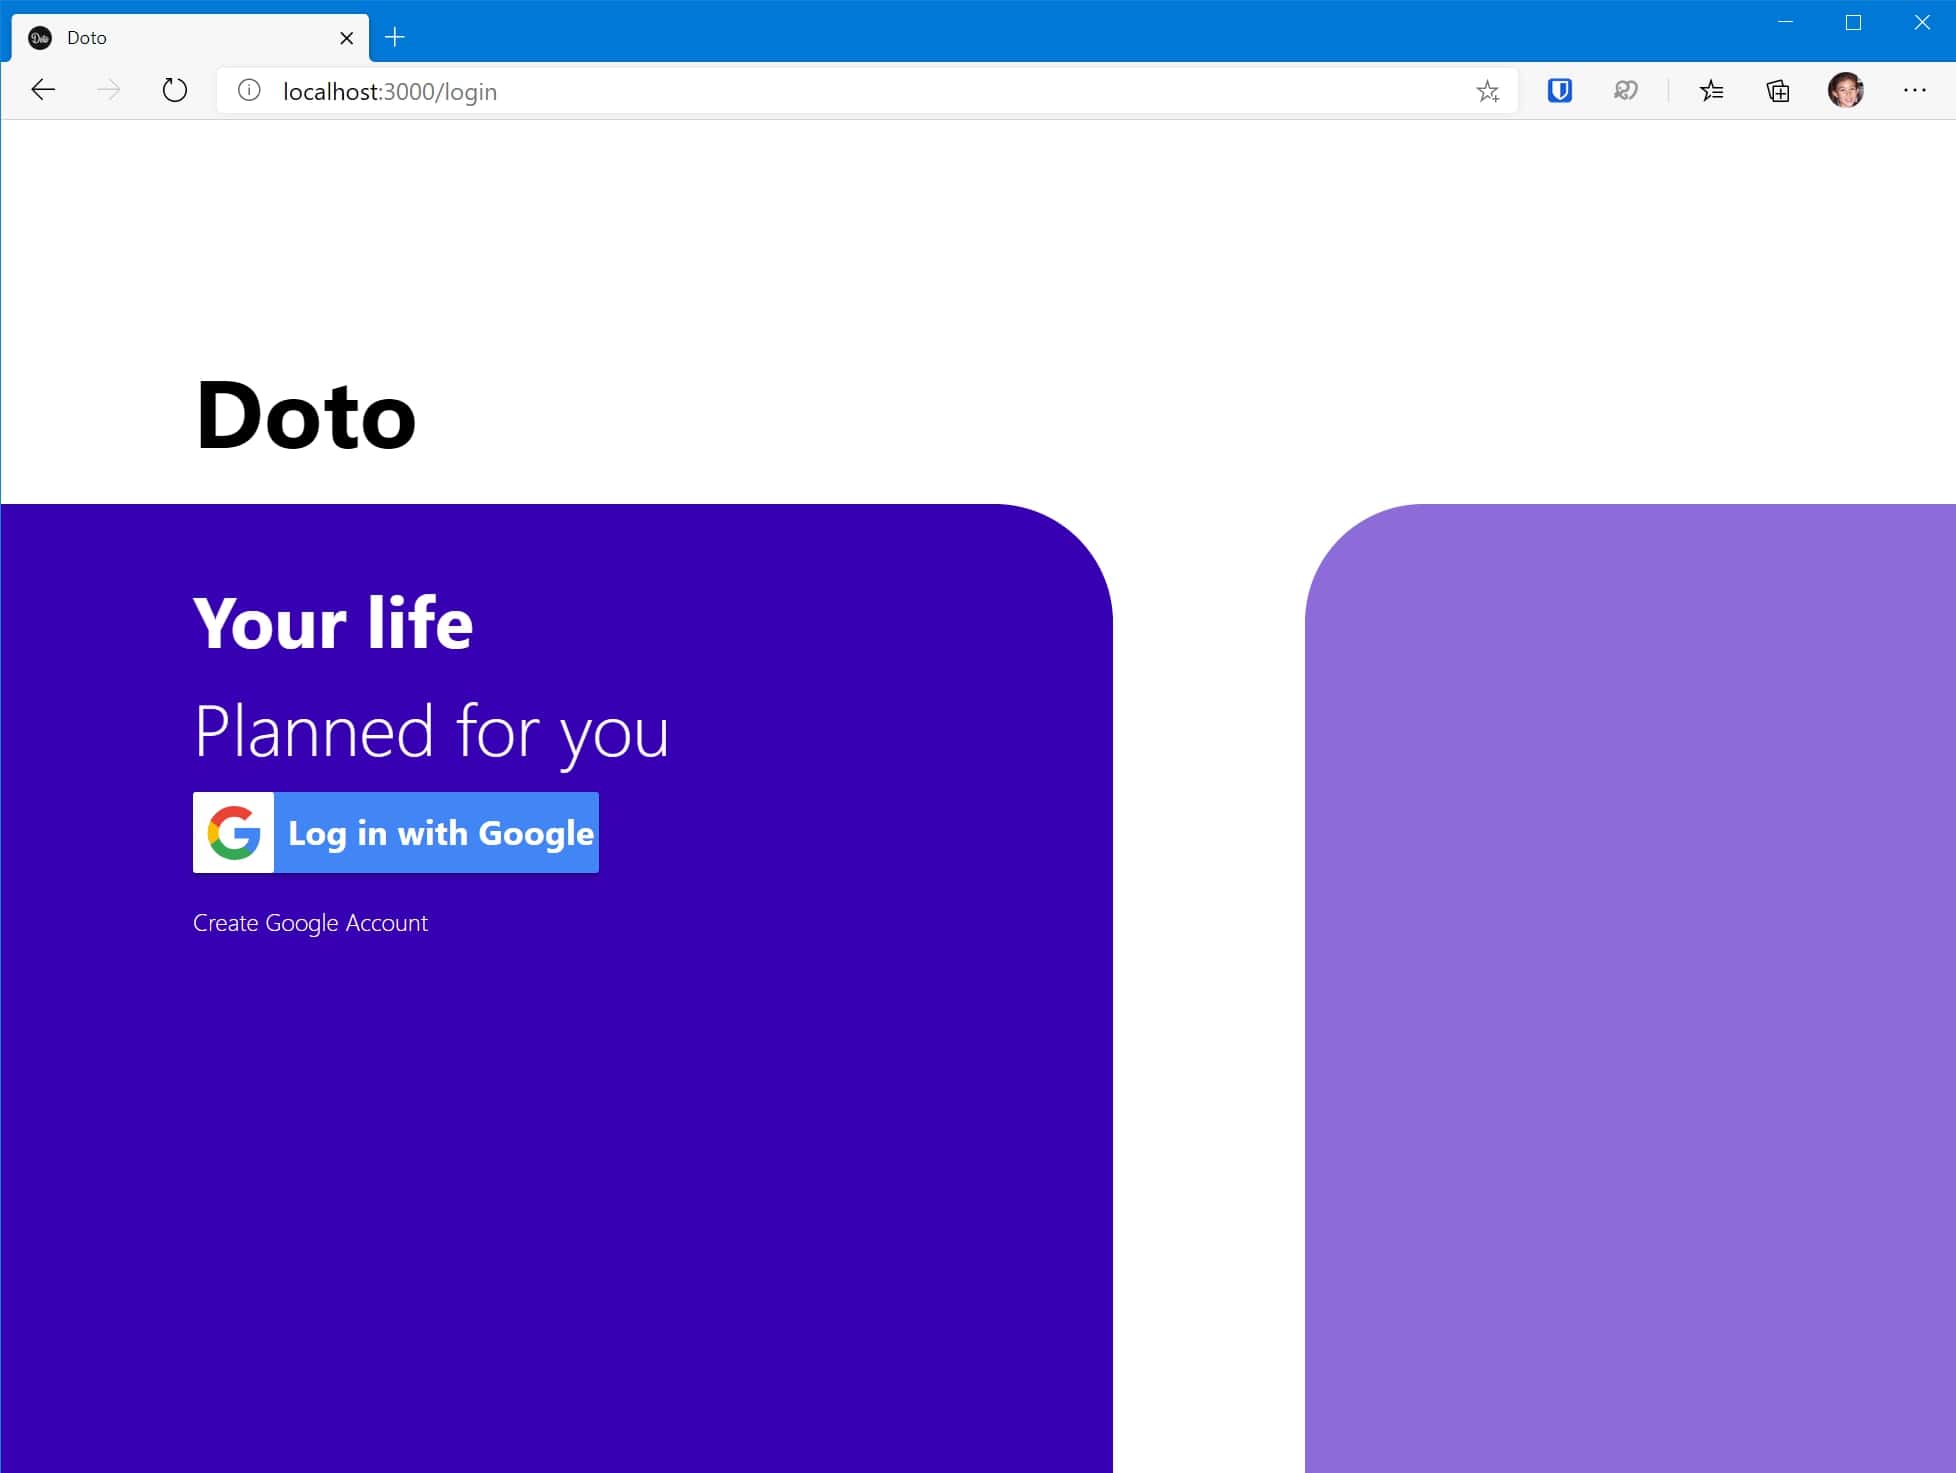 Doto
localhost:3000/login
Doto
Your life
Planned for you
Log in with Google
Create Google Account